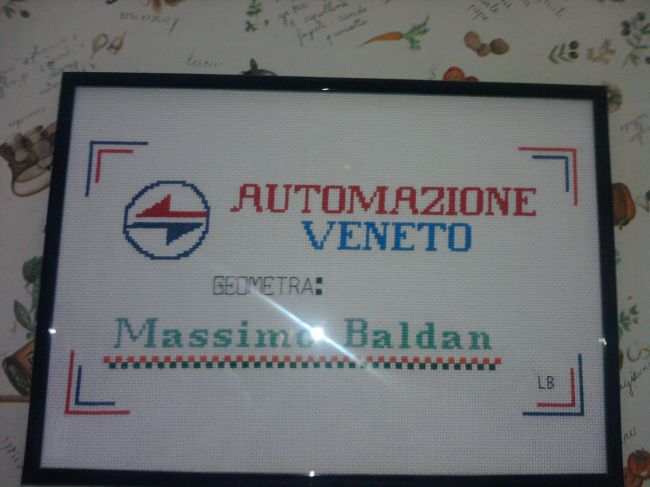 AUTOMAZIONE
VENETO
GEOMETRA:
Massimo Baldan
LB